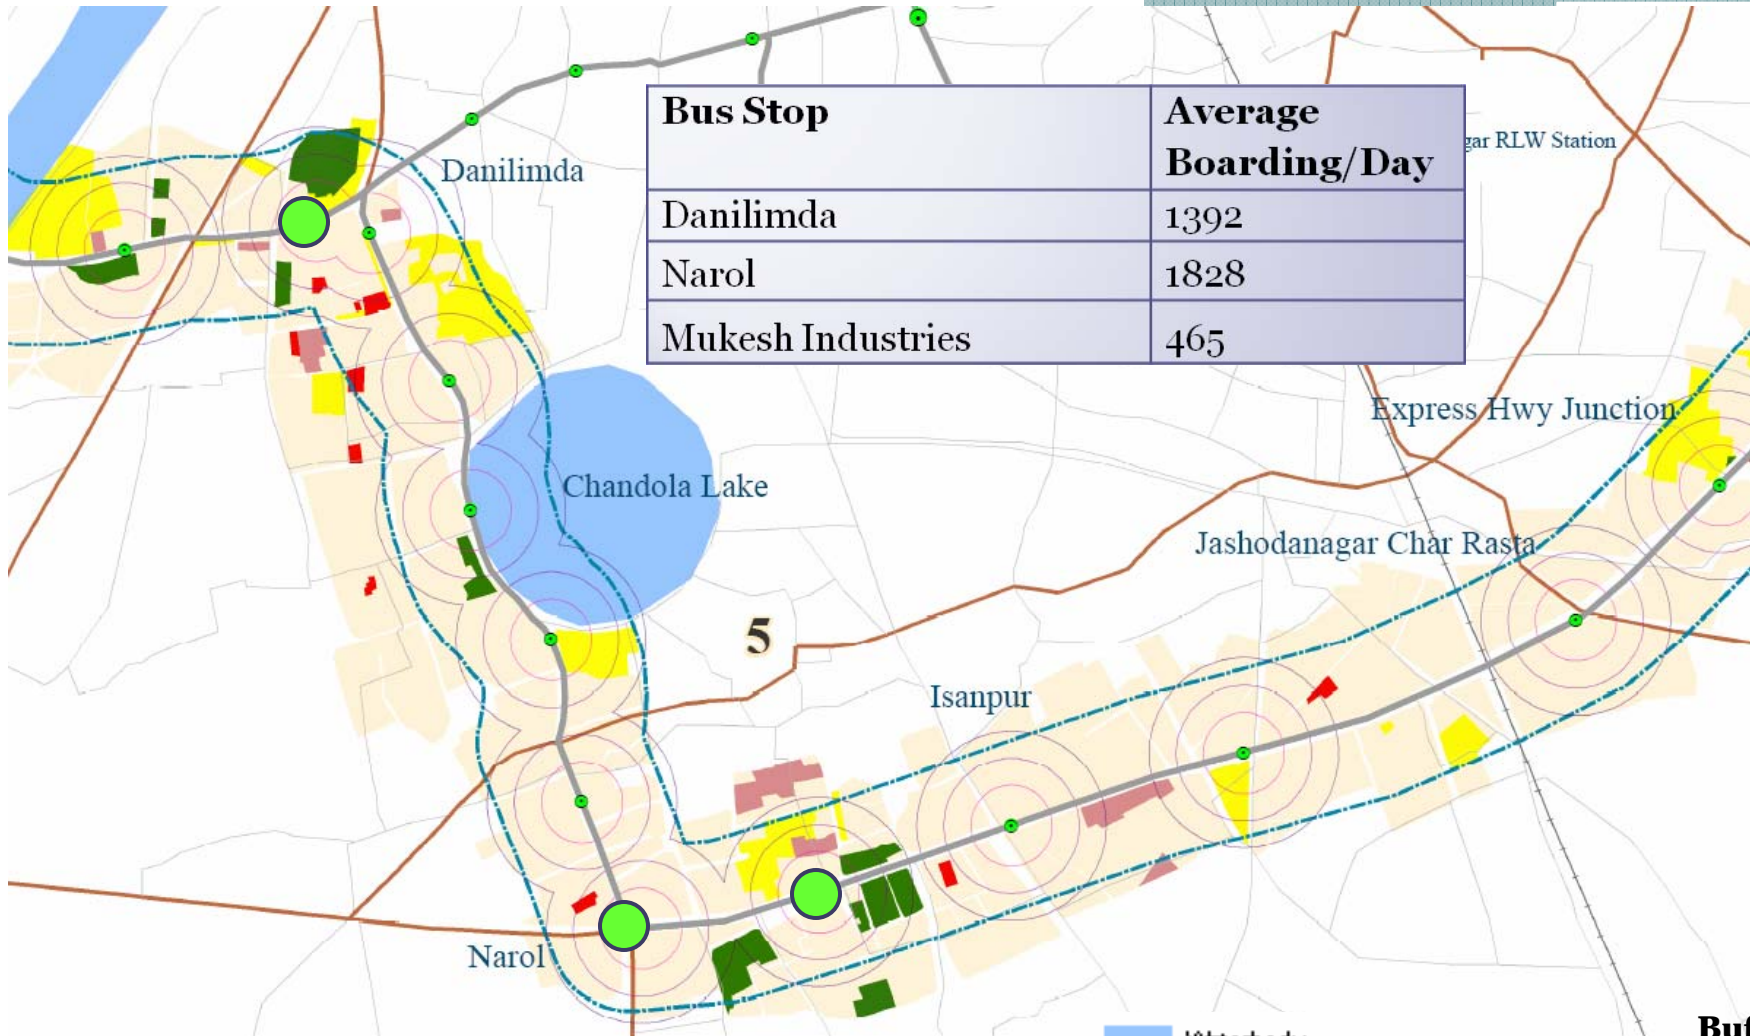 Bus Stop
Average
Boarding/Day
Danilimda
1392
Narol
1828
Mukesh Industries
465
RLW Station
Danilimda
Express Hwy Junction
Chandola Lake
Jashodanagar Char Rasta
5
Isanpur
Narol